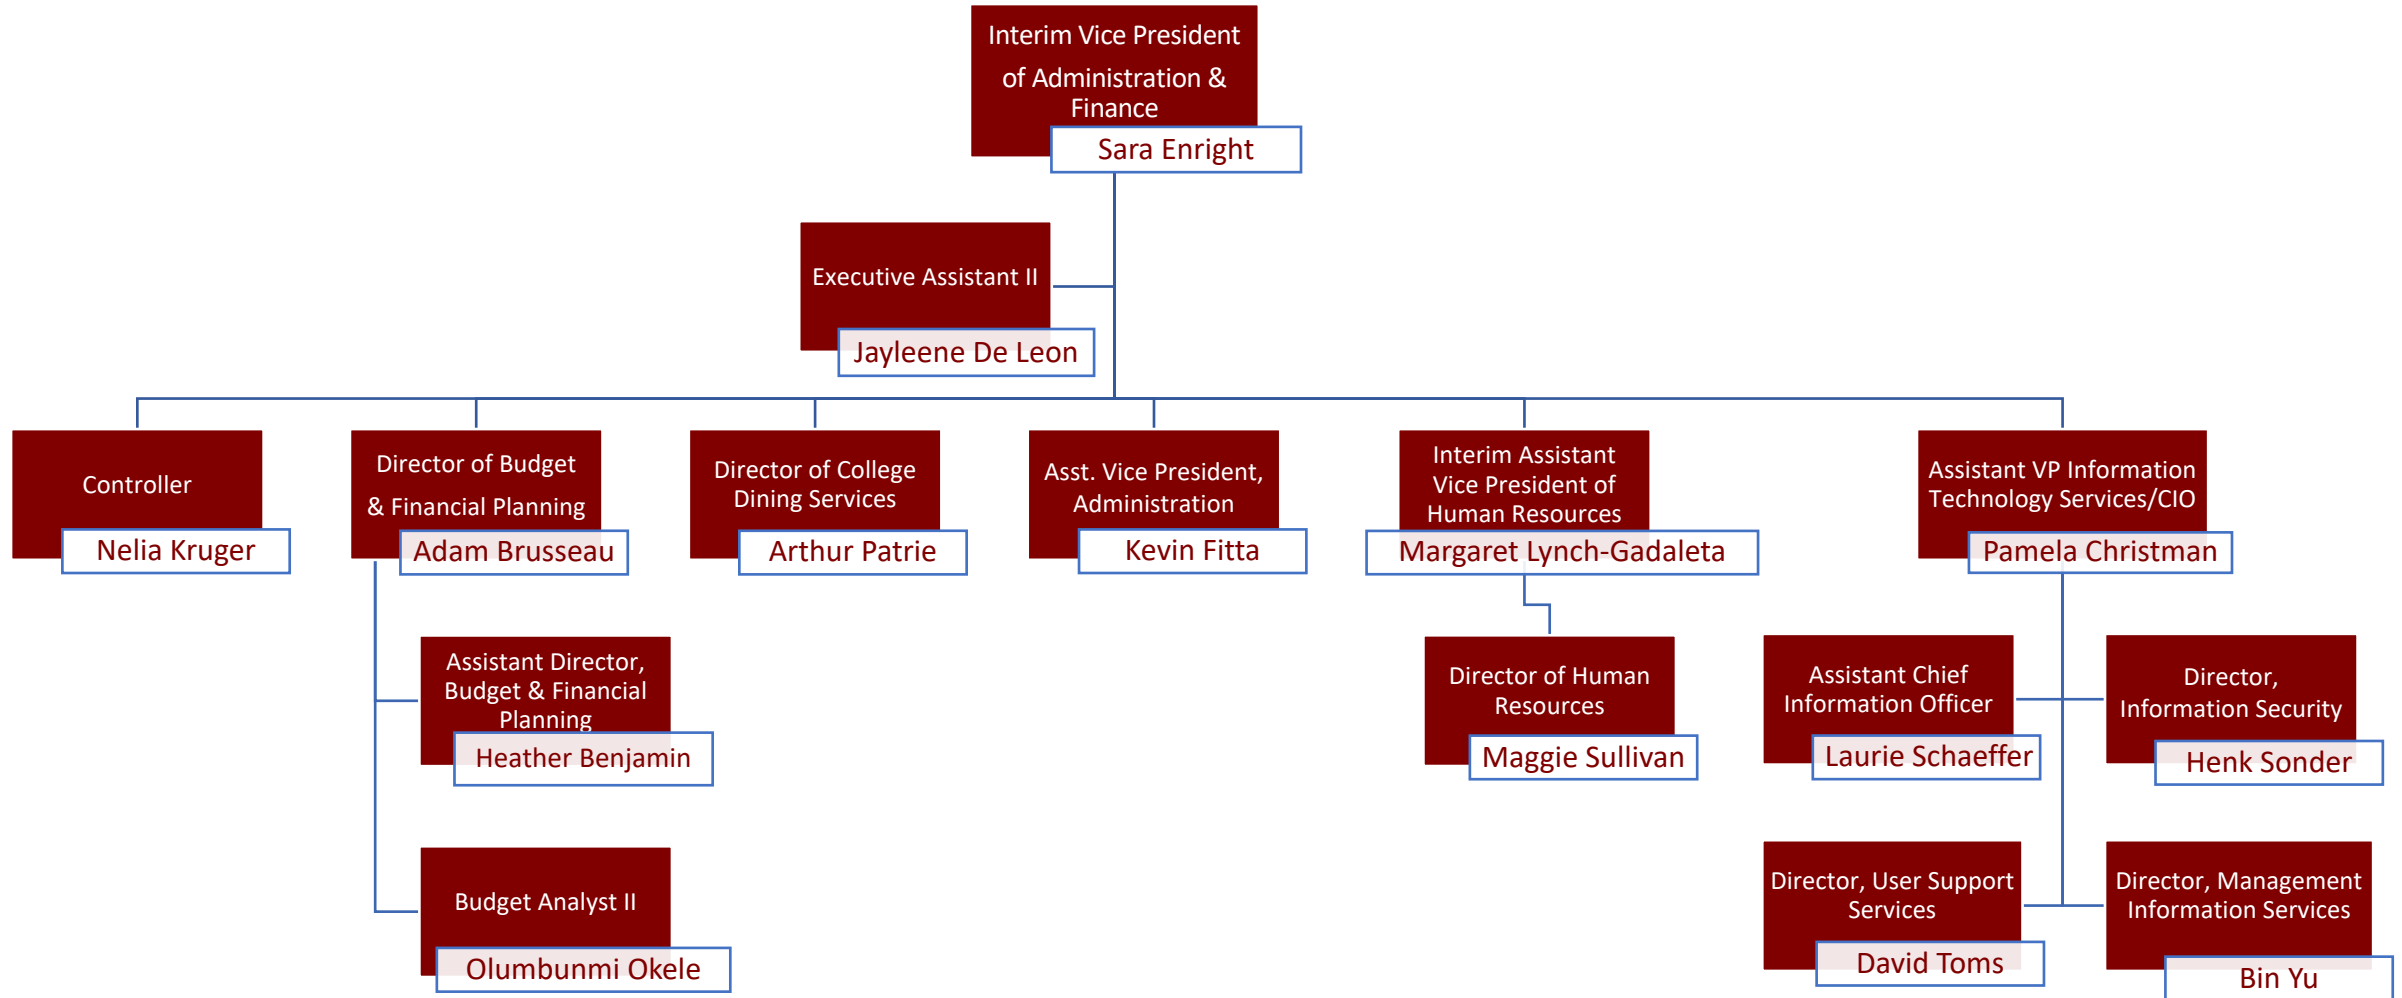 Interim Vice President
of Administration &
Finance
Sara Enright
Executive Assistant II
Jayleene De Leon
Controller
Nelia Kruger
Director of Budget
& Financial Planning
Adam Brusseau
Director of College
Dining Services
Arthur Patrie
Asst. Vice President,
Administration
Kevin Fitta
Interim Assistant
Vice President of
Human Resources
Margaret Lynch-Gadaleta
Assistant VP Information
Technology Services/CIO
Pamela Christman
Assistant Director,
Budget & Financial
Planning
Heather Benjamin
Director of Human
Resources
Maggie Sullivan
Assistant Chief
Information Officer
Laurie Schaeffer
Director,
Information Security
Henk Sonder
Budget Analyst II
Olumbunmi Okele
Director, User Support
Services
David Toms
Director, Management
Information Services
Bin Yu